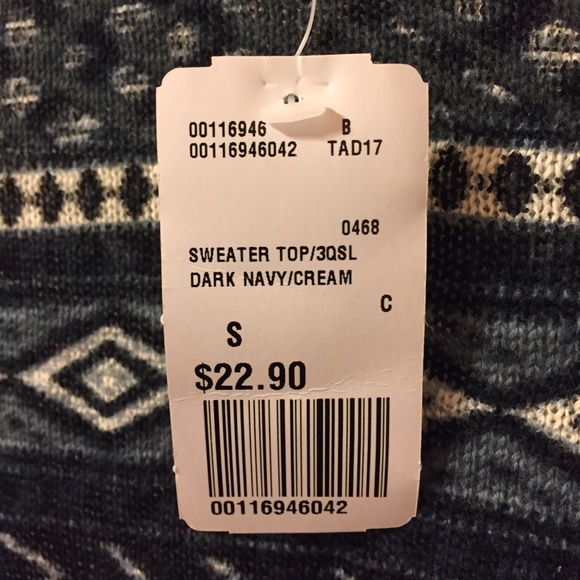 00116946 B
00116946042 TAD17
0468
SWEATER TOP/3QSL
DARK NAVY/CREAM
C
S
$22.90
00116946042